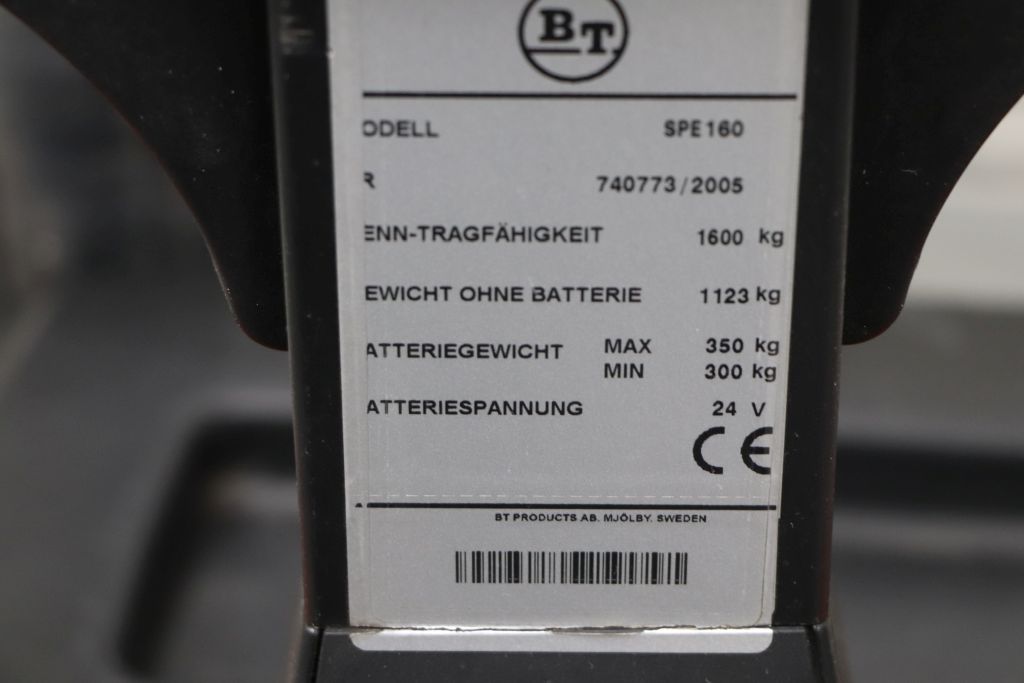 BT
ODELL SPE160
R 740773/2005
ENN-TRAGFÄHIGKEIT 1600 kg
EWICHT OHNE BATTERIE 1123 kg
ATTERIEGEWICHT MAX 350 kg
MIN 300 kg
ATTERIESPANNUNG 24 V
CE
BT PRODUCTS AB. MJÖLBY. SWEDEN